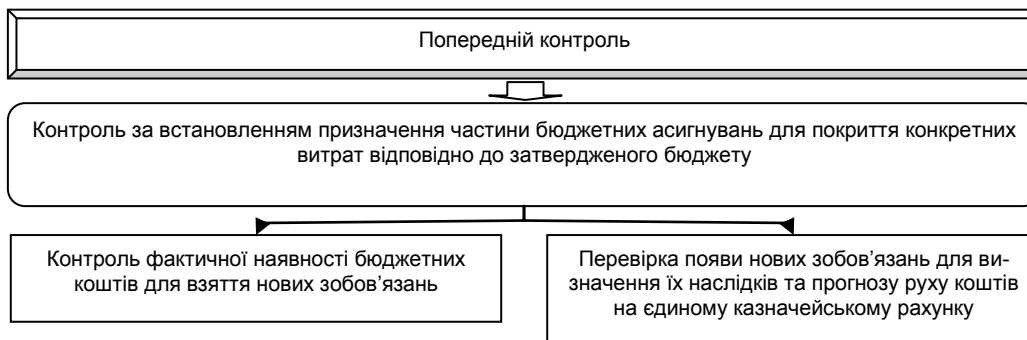 Попередній контроль
Контроль за встановленням призначення частини бюджетних асигнувань для покриття конкретних
витрат відповідно до затвердженого бюджету
Контроль фактичної наявності бюджетних
коштів для взяття нових зобов’язань
Перевірка появи нових зобов’язань для ви-
значення їх наслідків та прогнозу руху коштів
на єдиному казначейському рахунку